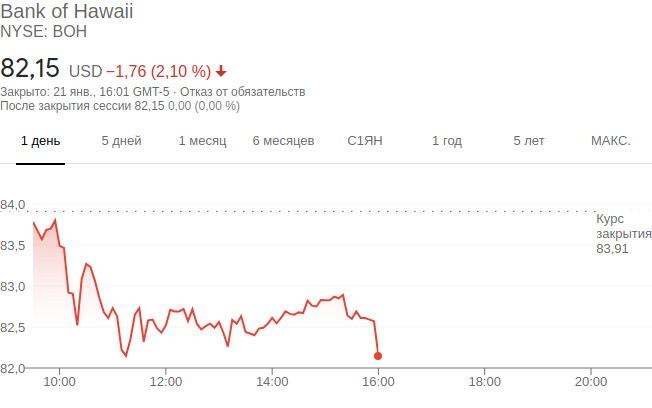 Bank of Hawaii
NYSE: BOH
82,15 USD −1,76 (2,10 %)
Закрыто: 21 янв., 16:01 GMT-5 · Отказ от обязательств
После закрытия сессии 82,15 0,00 (0,00 %)
1 день 5 дней 1 месяц 6 месяцев С1ЯН 1 год 5 лет МАКС.
84,0
Курс
закрытия
83,91
83,5
83,0
82,5
82,0
10:00 12:00 14:00 16:00 18:00 20:00